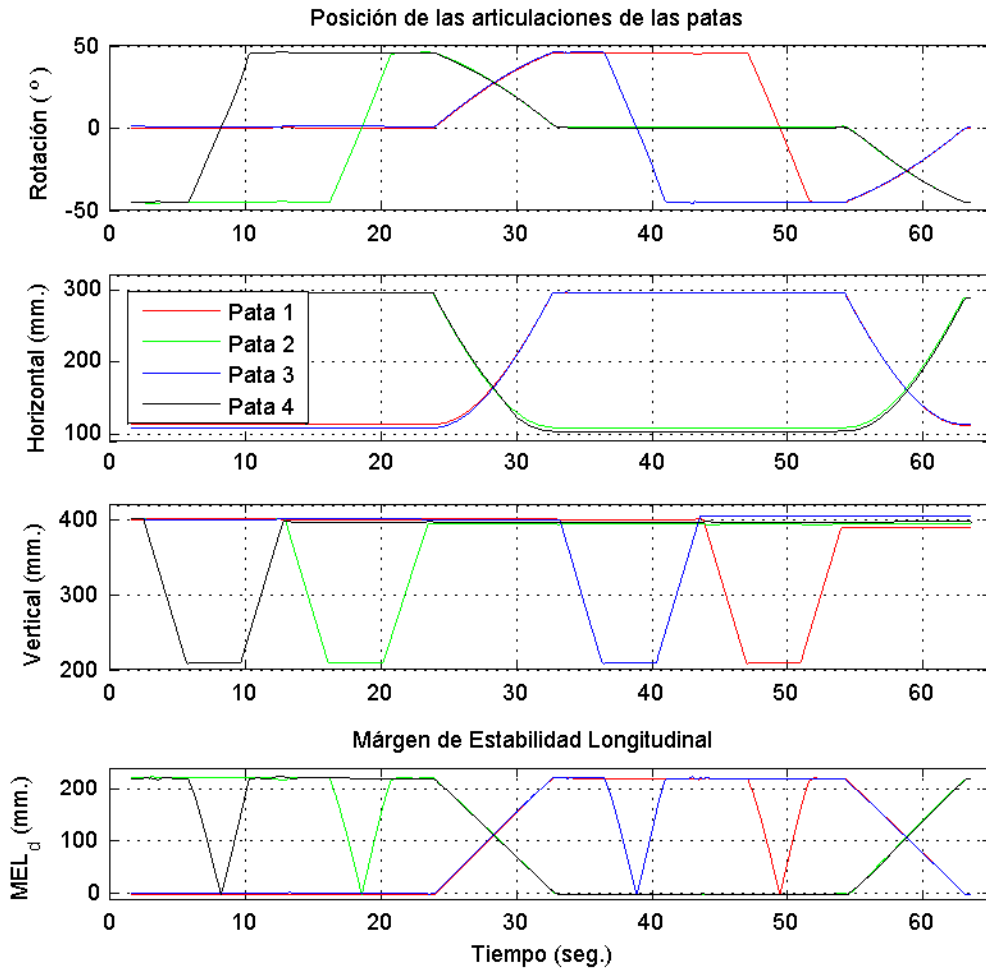 Posición de las articulaciones de las patas
Rotación ( º )
50
0
-50
0 10 20 30 40 50 60
Horizontal (mm.)
300
200
100
Pata 1
Pata 2
Pata 3
Pata 4
0 10 20 30 40 50 60
Vertical (mm.)
400
300
200
0 10 20 30 40 50 60
Márgen de Estabilidad Longitudinal
MEL_d (mm.)
200
100
0
0 10 20 30 40 50 60
Tiempo (seg.)